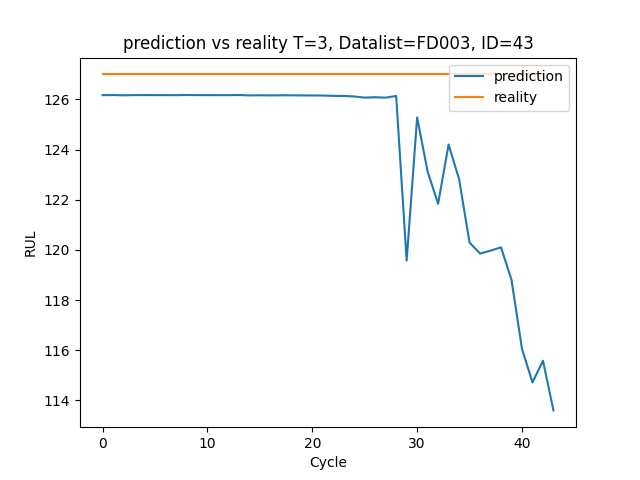 prediction vs reality T=3, Datalist=FD003, ID=43
prediction
reality
RUL
126
124
122
120
118
116
114
0 10 20 30 40
Cycle